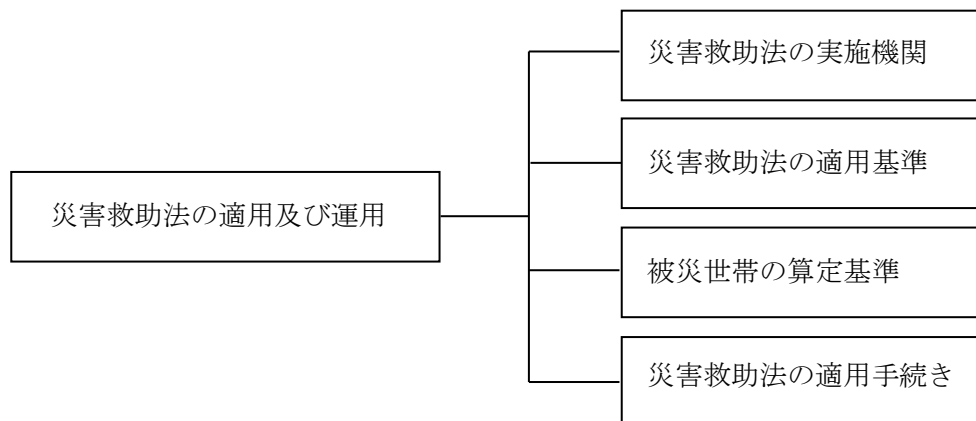 災害救助法の適用及び運用
災害救助法の実施機関
災害救助法の適用基準
被災世帯の算定基準
災害救助法の適用手続き